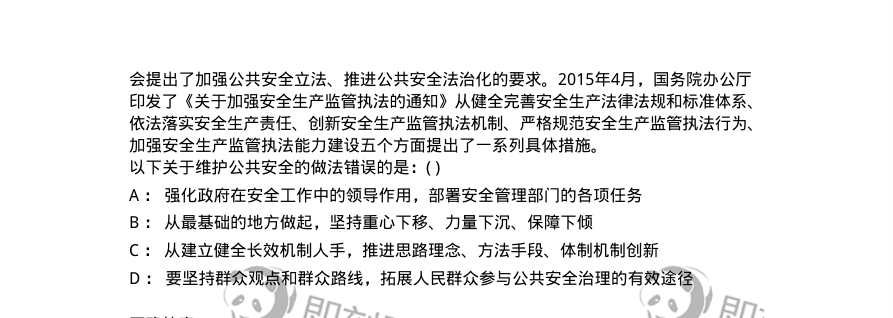 会提出了加强公共安全立法、推进公共安全法治化的要求。2015年4月，国务院办公厅
印发了《关于加强安全生产监管执法的通知》从健全完善安全生产法律法规和标准体系、
依法落实安全生产责任、创新安全生产监管执法机制、严格规范安全生产监管执法行为、
加强安全生产监管执法能力建设五个方面提出了一系列具体措施。
以下关于维护公共安全的做法错误的是：( )
A： 强化政府在安全工作中的领导作用，部署安全管理部门的各项任务
B： 从最基础的地方做起，坚持重心下移、力量下沉、保障下倾
C： 从建立健全长效机制人手，推进思路理念、方法手段、体制机制创新
D： 要坚持群众观点和群众路线，拓展人民群众参与公共安全治理的有效途径